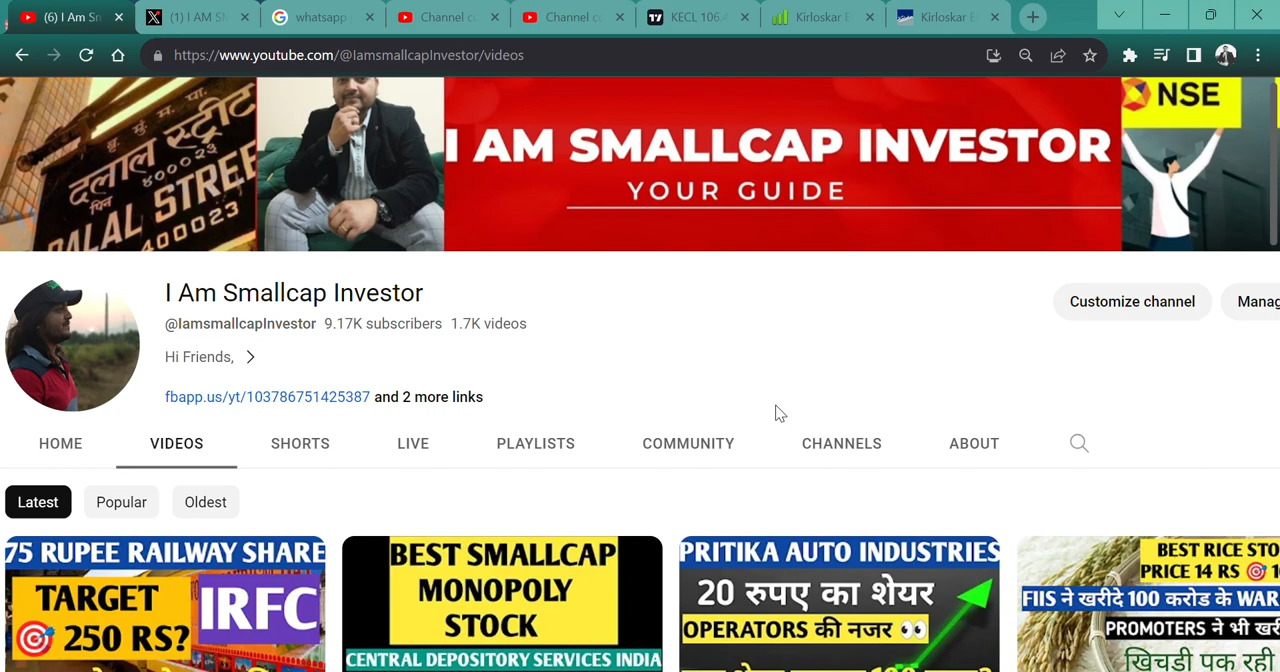 (6) I Am Sm
(1) I AM SM
whatsapp
Channel c
Channel c
KECL 106.
Kirloskar E
Kirloskar E
https://www.youtube.com/@IamsmallcapInvestor/videos
मुं. म. पा.
दलाल स्ट्रीट
पिन ४०००२३
DALAL STREE
400023
I AM SMALLCAP INVESTOR
YOUR GUIDE
NSE
I Am Smallcap Investor
@IamsmallcapInvestor 9.17K subscribers 1.7K videos
Hi Friends,
fbapp.us/yt/103786751425387 and 2 more links
Customize channel
Manag
HOME VIDEOS SHORTS LIVE PLAYLISTS COMMUNITY CHANNELS ABOUT
Latest Popular Oldest
75 RUPEE RAILWAY SHARE
TARGET
250 RS?
IRFC
BEST SMALLCAP
MONOPOLY
STOCK
CENTRAL DEPOSITORY SERVICES INDIA
PRITIKA AUTO INDUSTRIES
20 रुपए का शेयर
OPERATORS की नजर
BEST RICE STO
PRICE 14 RS
FIIS ने खरीदे 100 करोड के WAR
PROMOTERS ने भी खरी
खिचडी पक रही